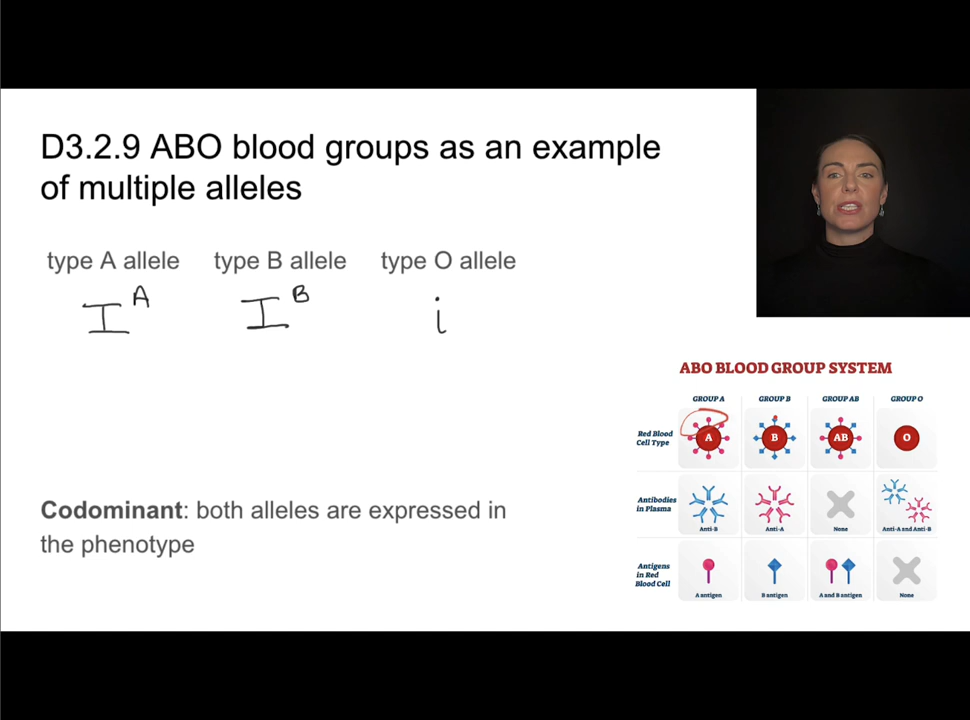 D3.2.9 ABO blood groups as an example
of multiple alleles
type A allele type B allele type O allele
I^A I^B i
Codominant: both alleles are expressed in
the phenotype
ABO BLOOD GROUP SYSTEM
GROUP A GROUP B GROUP AB GROUP O
Red Blood
Cell Type
A B AB O
Antibodies
in Plasma
Anti-B Anti-A None Anti-A and Anti-B
Antigens
in Red
Blood Cell
A antigen B antigen A and B antigen None